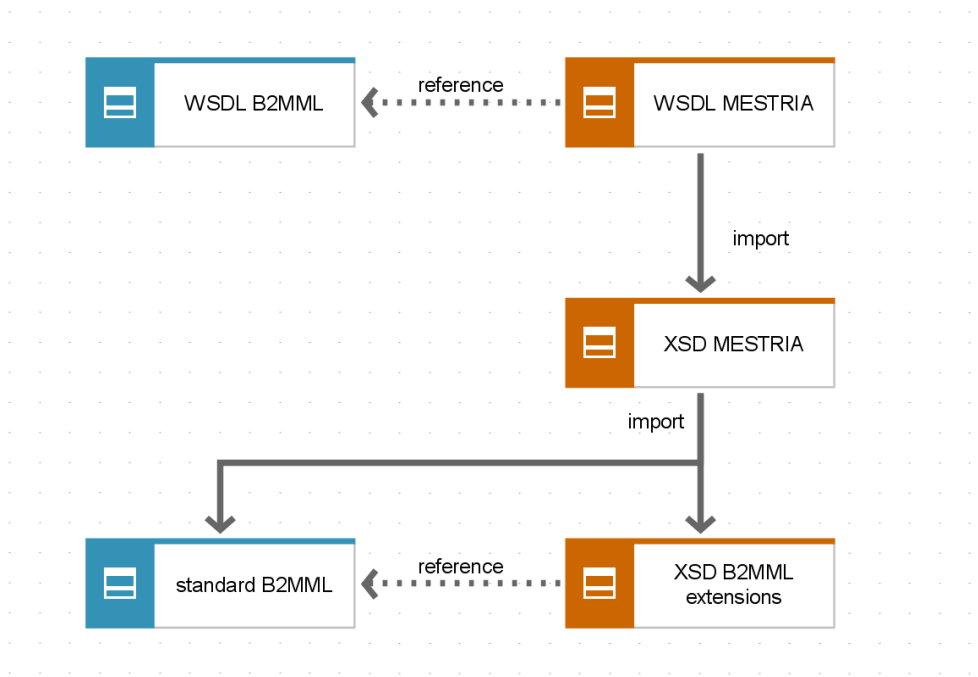 WSDL B2MML
reference
WSDL MESTRIA
import
XSD MESTRIA
import
standard B2MML
reference
XSD B2MML
extensions